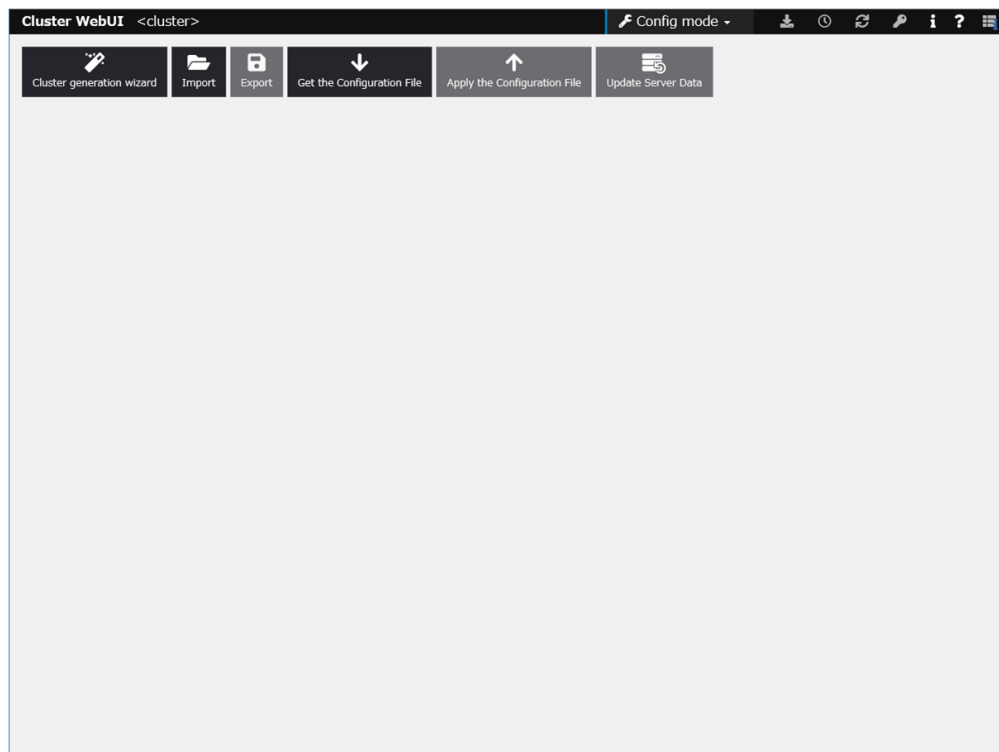 Cluster WebUI <cluster> Config mode
Cluster generation wizard Import Export Get the Configuration File Apply the Configuration File Update Server Data